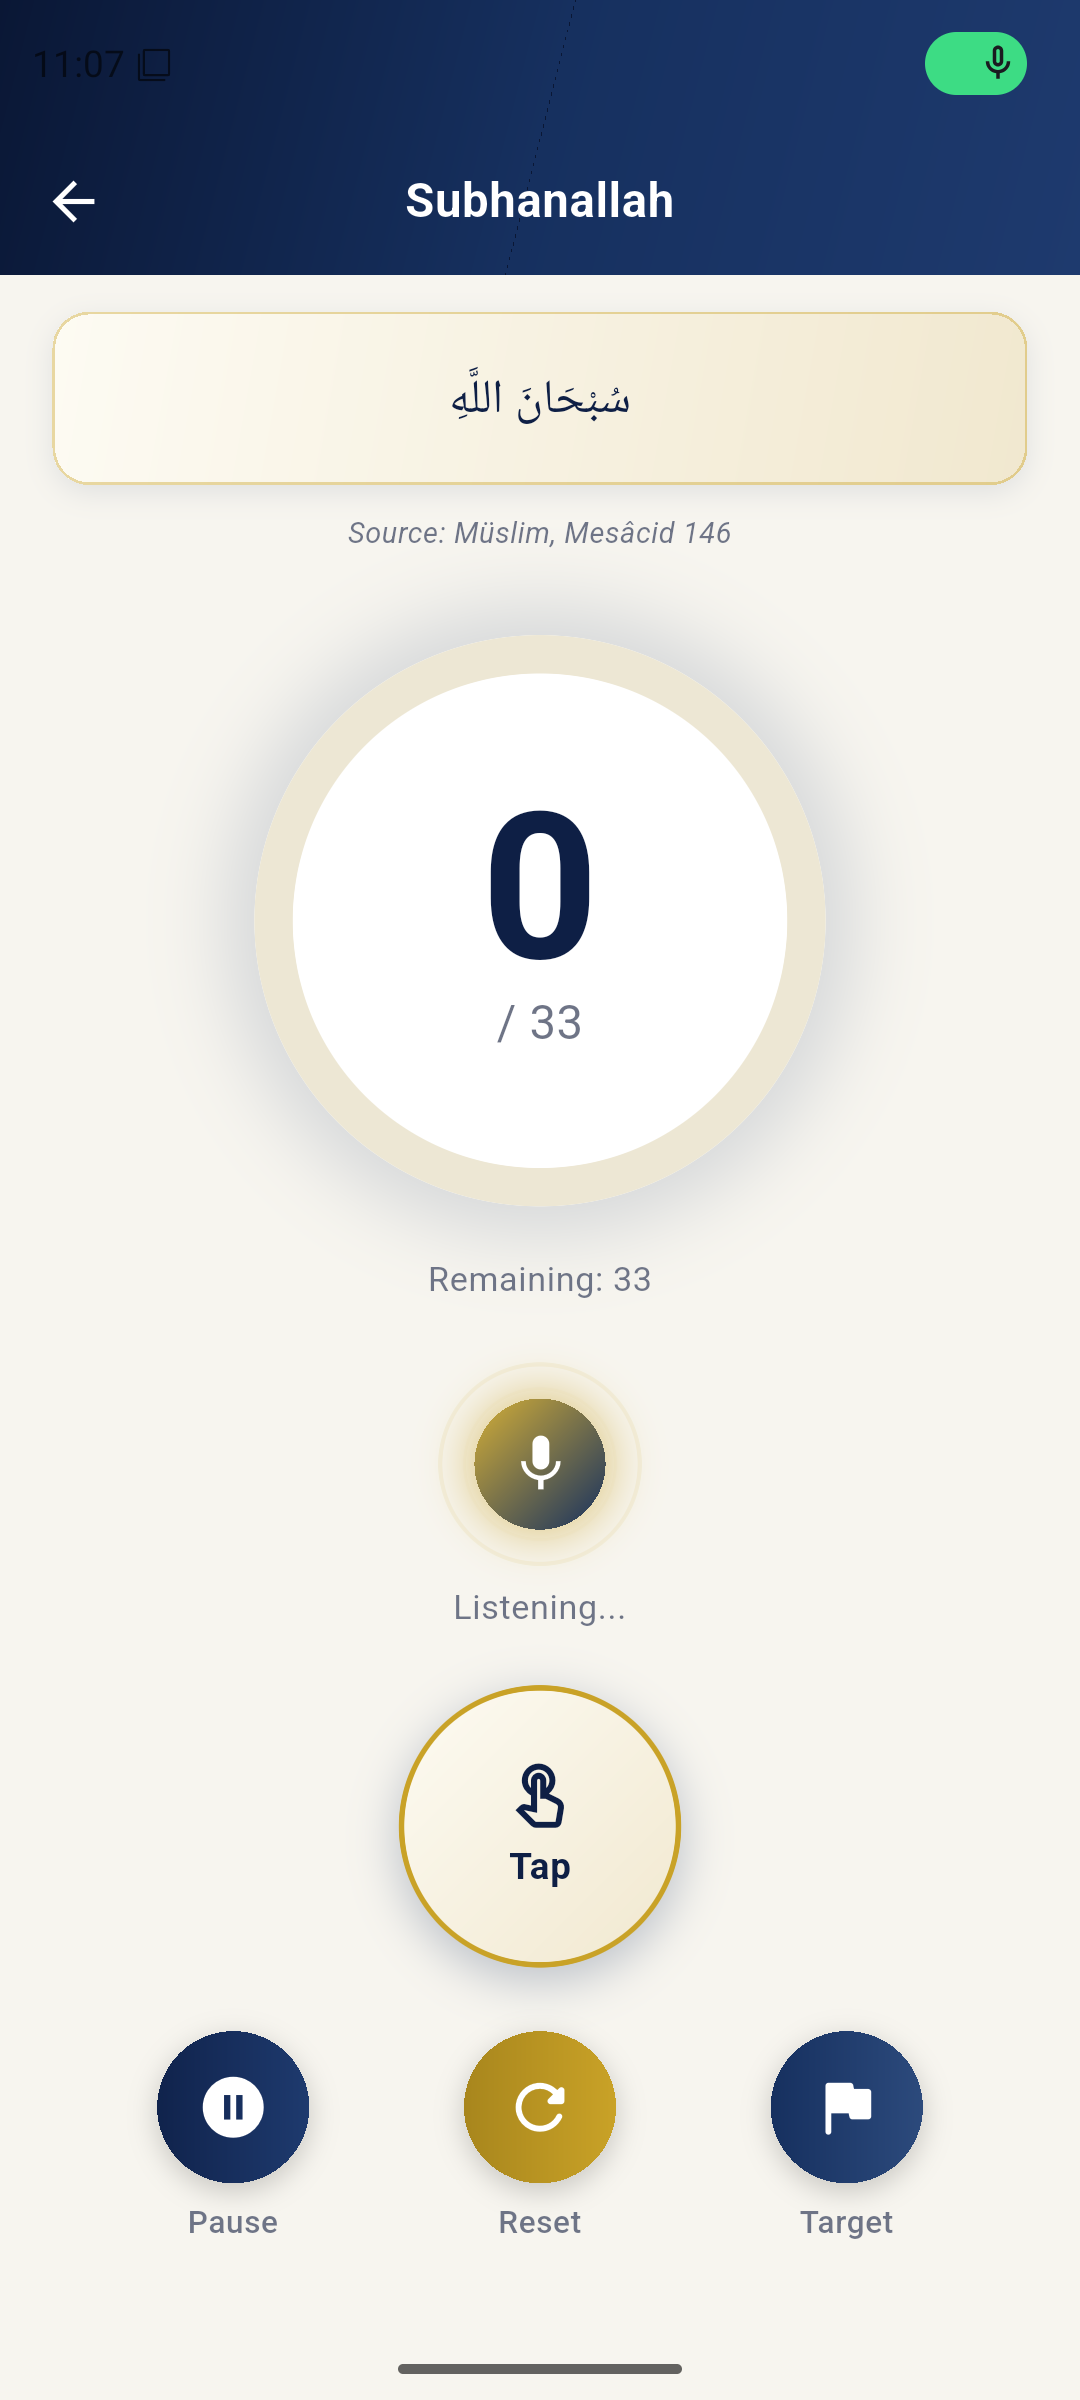 11:07
Subhanallah
سُبْحَانَ اللَّهِ
Source: Müslim, Mesâcid 146
0
/ 33
Remaining: 33
Listening...
Tap
Pause
Reset
Target